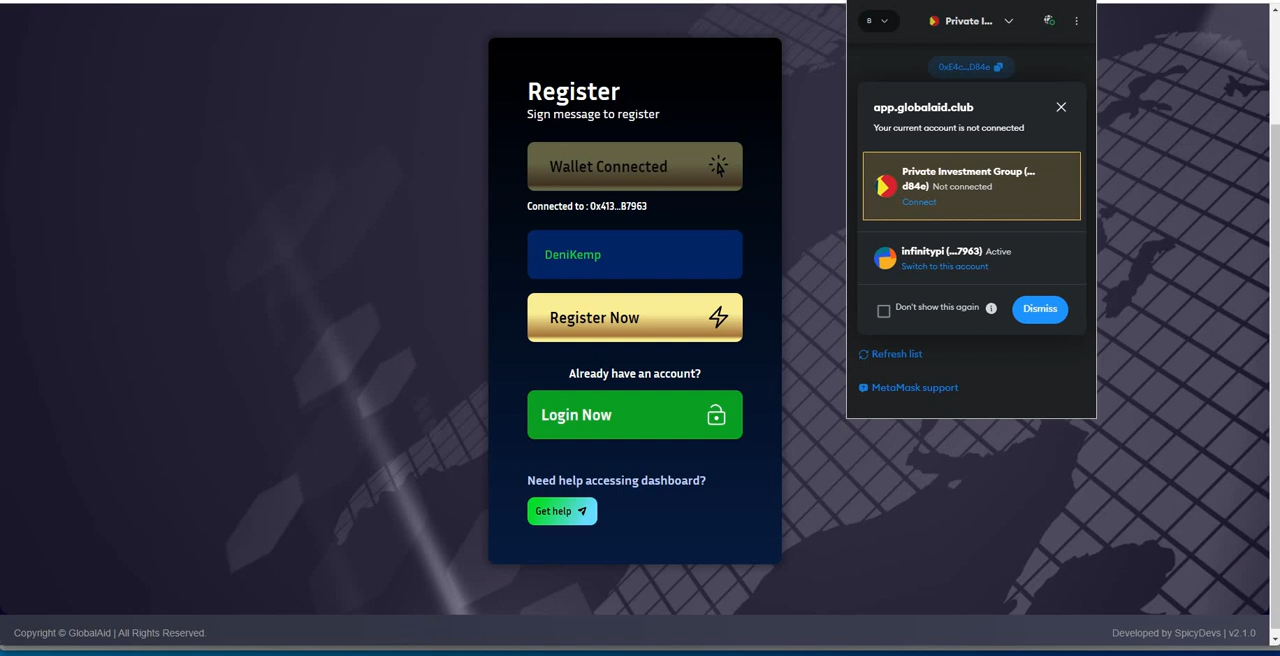 Register
Sign message to register
Wallet Connected
Connected to : 0x413...B7963
DeniKemp
Register Now
Already have an account?
Login Now
Need help accessing dashboard?
Get help
B
Private I...
0xE4c...D84e
app.globalaid.club
Your current account is not connected
Private Investment Group (...
d84e) Not connected
Connect
infinitypi (...7963) Active
Switch to this account
Don't show this again
Dismiss
Refresh list
MetaMask support
Copyright © GlobalAid | All Rights Reserved.
Developed by SpicyDevs | v2.1.0